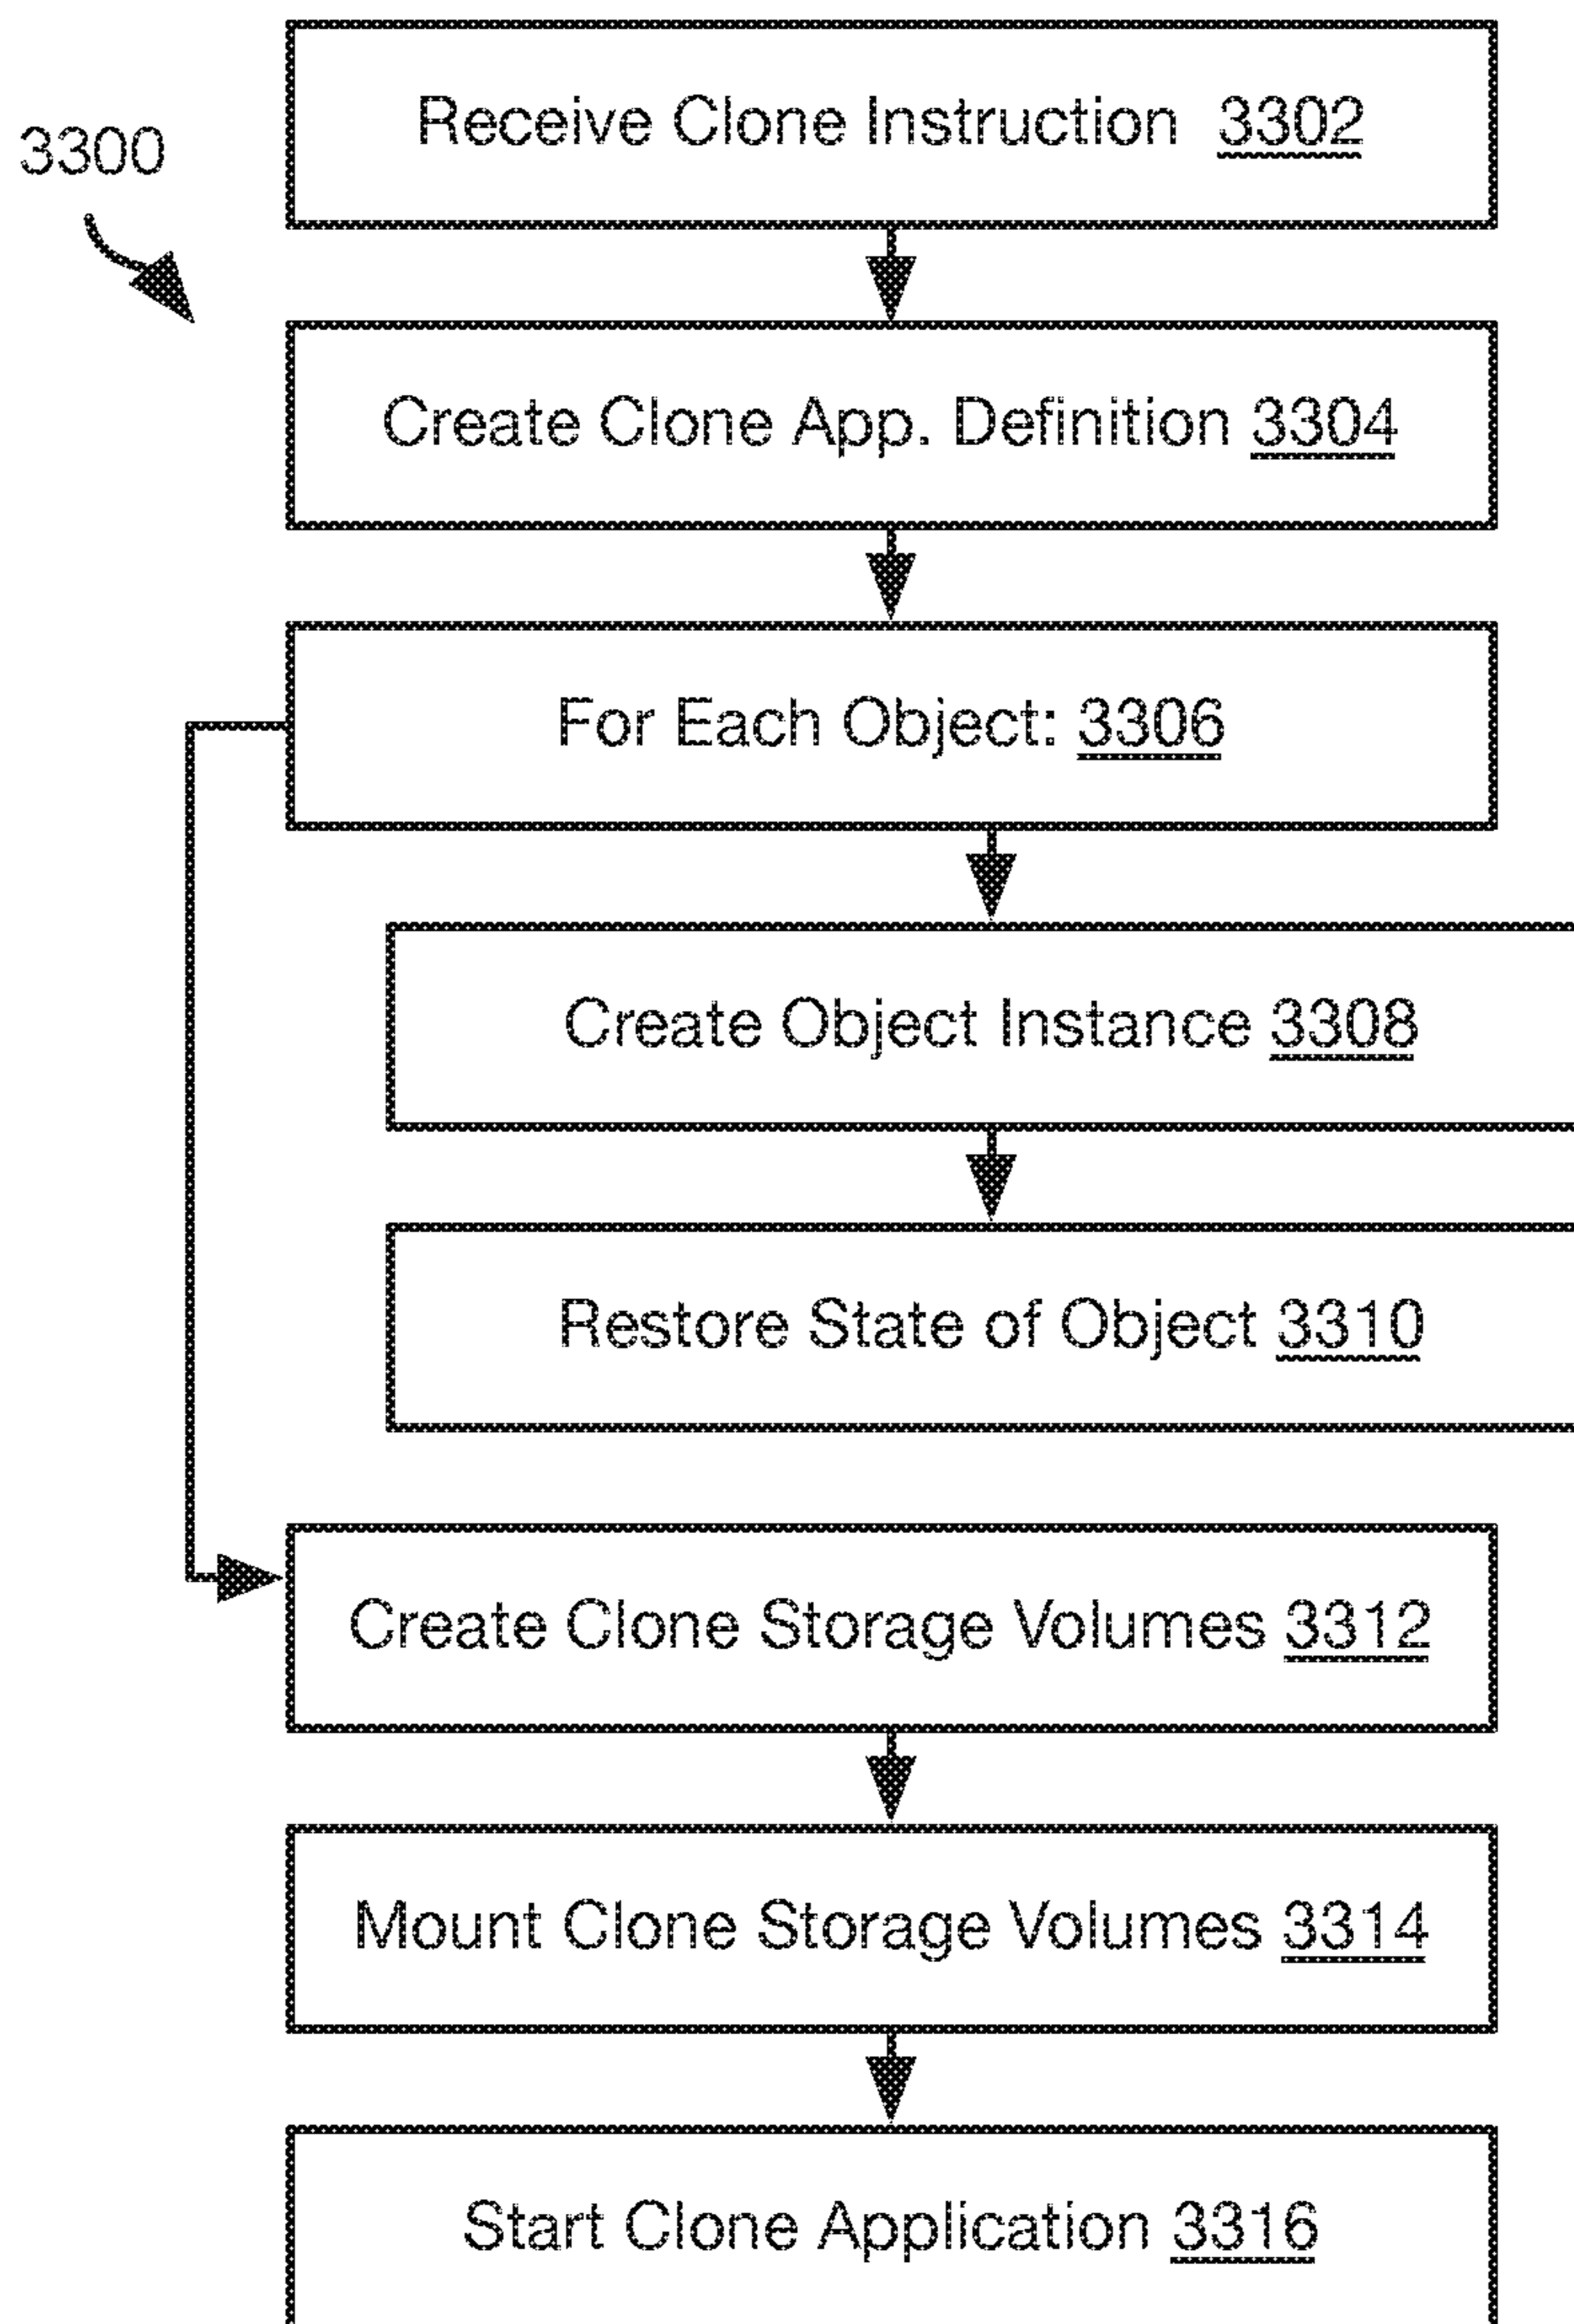 Receive Clone Instruction 3302
3300
Create Clone App. Definition 3304
For Each Object: 3306
Create Object Instance 3308
Restore State of Object 3310
Create Clone Storage Volumes 3312
Mount Clone Storage Volumes 3314
Start Clone Application 3316